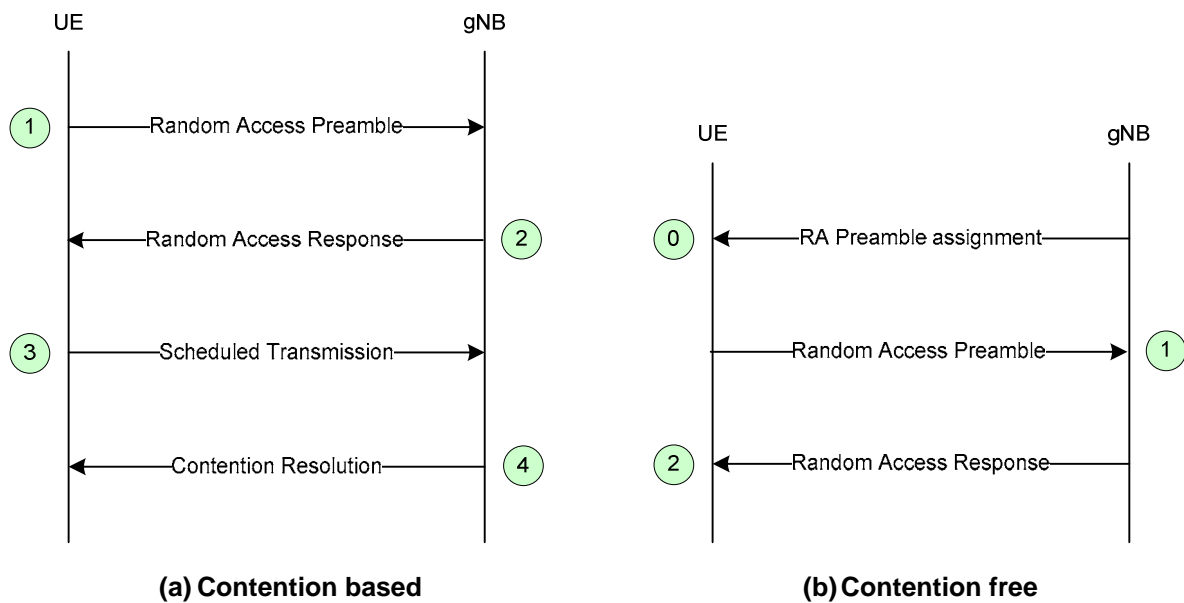 UE
gNB
1
Random Access Preamble
Random Access Response
2
3
Scheduled Transmission
Contention Resolution
4
(a) Contention based
UE
gNB
0
RA Preamble assignment
Random Access Preamble
1
2
Random Access Response
(b) Contention free